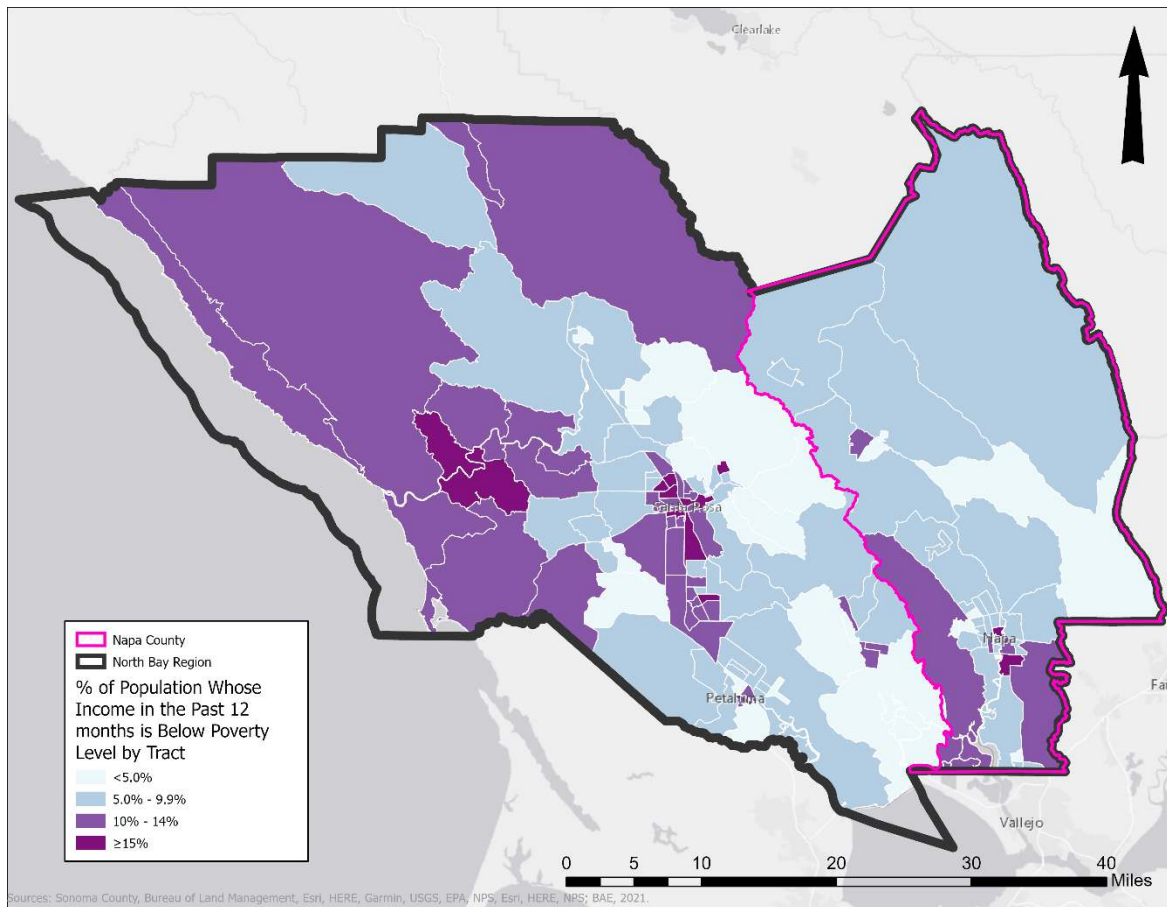 Clearlake
Santa Rosa
Napa
Petaluma
Vallejo
Napa County
North Bay Region
% of Population Whose
Income in the Past 12
months is Below Poverty
Level by Tract
<5.0%
5.0% - 9.9%
10% - 14%
≥15%
0 5 10 20 30 40
Miles
Sources: Sonoma County, Bureau of Land Management, Esri, HERE, Garmin, USGS, EPA, NPS, Esri, HERE, NPS; BAE, 2021.